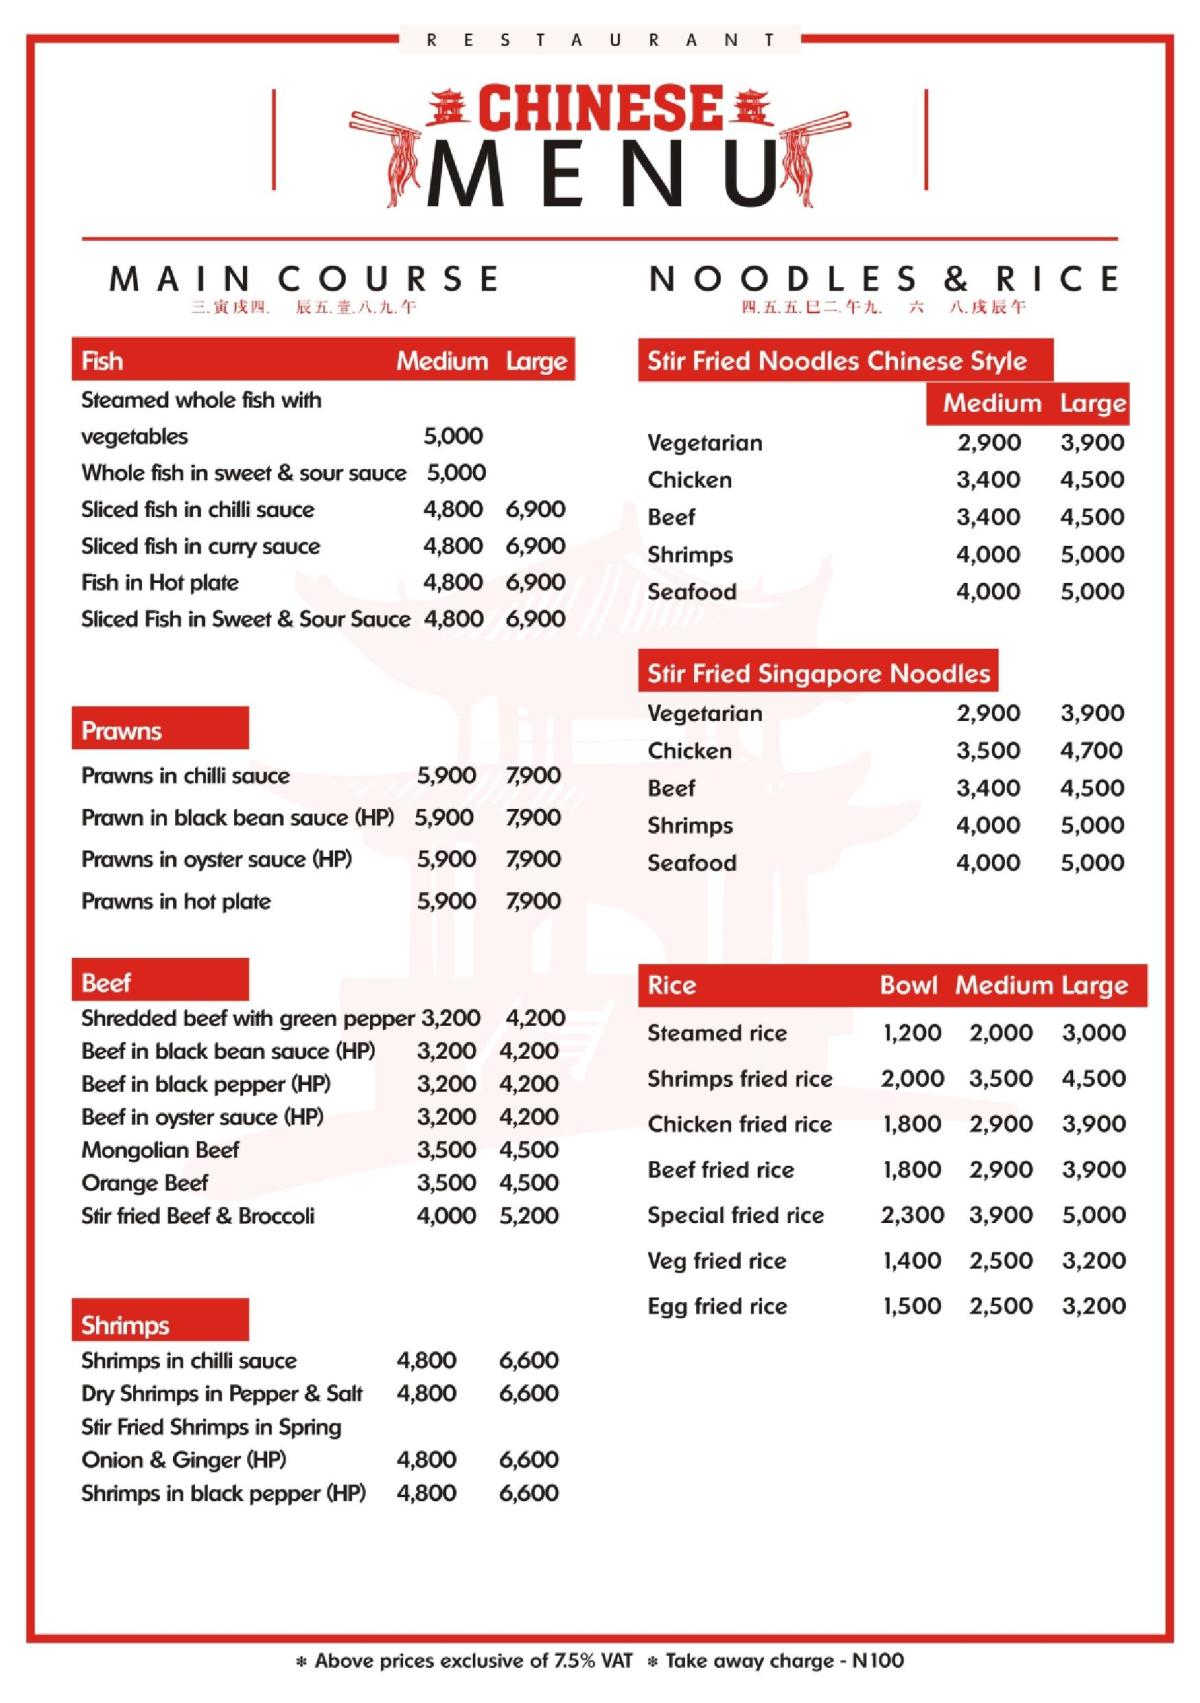 RESTAURANT
CHINESE
MENU
MAIN COURSE
三.寅戌四. 辰五.壹.八.九.午
Fish Medium Large
Steamed whole fish with
vegetables 5,000
Whole fish in sweet & sour sauce 5,000
Sliced fish in chilli sauce 4,800 6,900
Sliced fish in curry sauce 4,800 6,900
Fish in Hot plate 4,800 6,900
Sliced Fish in Sweet & Sour Sauce 4,800 6,900
Prawns
Prawns in chilli sauce 5,900 7,900
Prawn in black bean sauce (HP) 5,900 7,900
Prawns in oyster sauce (HP) 5,900 7,900
Prawns in hot plate 5,900 7,900
Beef
Shredded beef with green pepper 3,200 4,200
Beef in black bean sauce (HP) 3,200 4,200
Beef in black pepper (HP) 3,200 4,200
Beef in oyster sauce (HP) 3,200 4,200
Mongolian Beef 3,500 4,500
Orange Beef 3,500 4,500
Stir fried Beef & Broccoli 4,000 5,200
Shrimps
Shrimps in chilli sauce 4,800 6,600
Dry Shrimps in Pepper & Salt 4,800 6,600
Stir Fried Shrimps in Spring
Onion & Ginger (HP) 4,800 6,600
Shrimps in black pepper (HP) 4,800 6,600
NOODLES & RICE
四.五.五.巳二.午九. 六 八.戌辰午
Stir Fried Noodles Chinese Style
Medium Large
Vegetarian 2,900 3,900
Chicken 3,400 4,500
Beef 3,400 4,500
Shrimps 4,000 5,000
Seafood 4,000 5,000
Stir Fried Singapore Noodles
Vegetarian 2,900 3,900
Chicken 3,500 4,700
Beef 3,400 4,500
Shrimps 4,000 5,000
Seafood 4,000 5,000
Rice Bowl Medium Large
Steamed rice 1,200 2,000 3,000
Shrimps fried rice 2,000 3,500 4,500
Chicken fried rice 1,800 2,900 3,900
Beef fried rice 1,800 2,900 3,900
Special fried rice 2,300 3,900 5,000
Veg fried rice 1,400 2,500 3,200
Egg fried rice 1,500 2,500 3,200
* Above prices exclusive of 7.5% VAT * Take away charge - N100